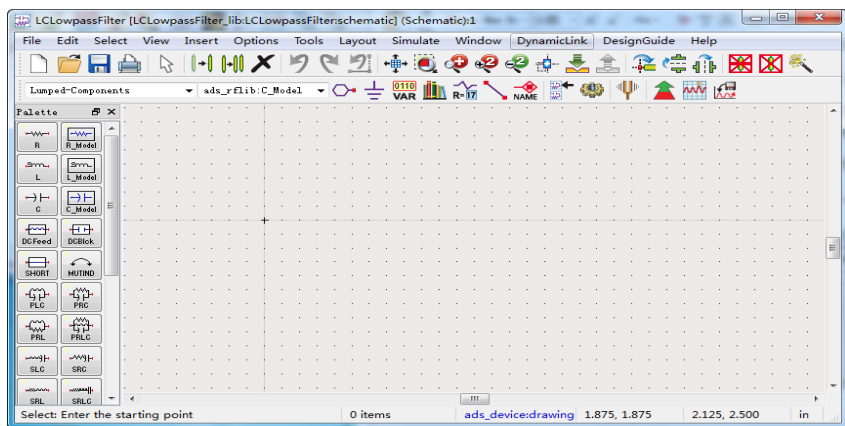 LCLowpassFilter [LCLowpassFilter_lib:LCLowpassFilter:schematic] (Schematic):1
File Edit Select View Insert Options Tools Layout Simulate Window DynamicLink DesignGuide Help
Lumped-Components ads_rflib:C_Model 0110 VAR R=17 NAME
Palette
R R_Model
L L_Model
C C_Model
DCFeed DCBlok
SHORT MUTIND
PLC PRC
PRL PRLC
SLC SRC
SRL SRLC
Select: Enter the starting point 0 items ads_device:drawing 1.875, 1.875 2.125, 2.500 in